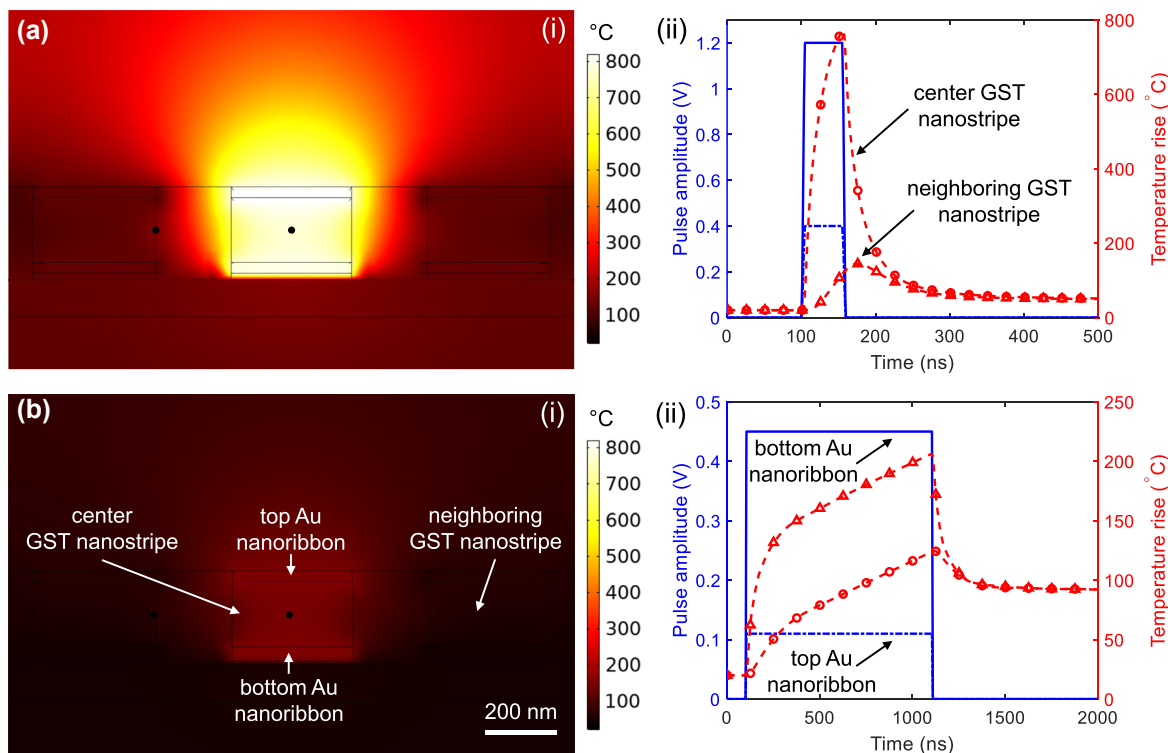 (a)
(i)
°C
800
700
600
500
400
300
200
100
(ii)
Pulse amplitude (V)
1.2
1
0.8
0.6
0.4
0.2
0
0
100
200
300
400
500
Time (ns)
center GST
nanostripe
neighboring GST
nanostripe
800
600
400
200
0
Temperature rise (°C)
(b)
(i)
center
GST nanostripe
top Au
nanoribbon
neighboring
GST nanostripe
bottom Au
nanoribbon
200 nm
°C
800
700
600
500
400
300
200
100
(ii)
Pulse amplitude (V)
0.5
0.4
0.3
0.2
0.1
0
0
500
1000
1500
2000
Time (ns)
bottom Au
nanoribbon
top Au
nanoribbon
250
200
150
100
50
0
Temperature rise (°C)